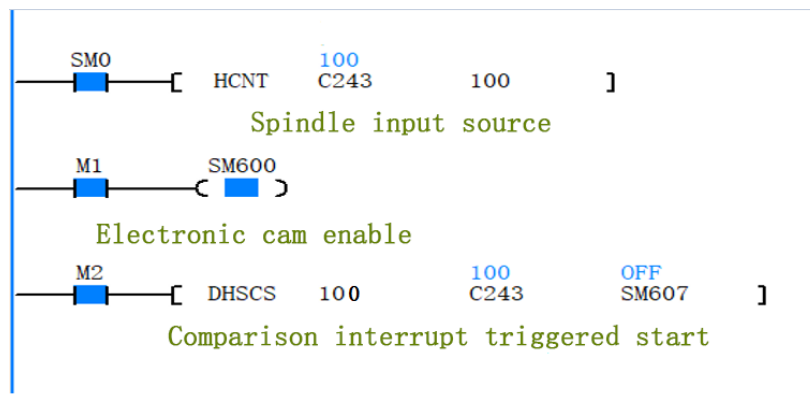 SM0 100
[ HCNT C243 100 ]
Spindle input source
M1 SM600
( )
Electronic cam enable
M2 100 OFF
[ DHSCS 100 C243 SM607 ]
Comparison interrupt triggered start